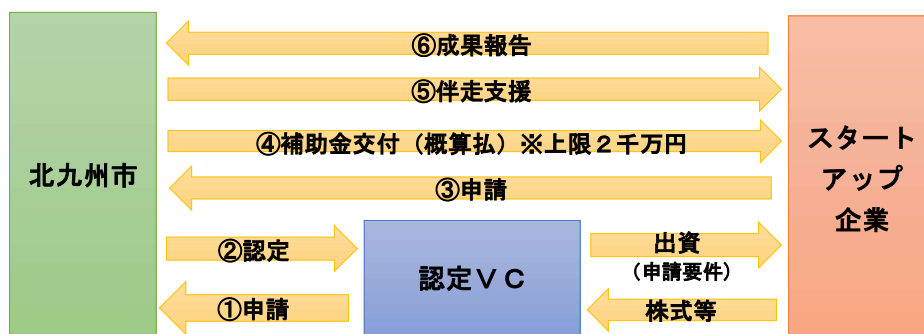 ⑥成果報告
⑤伴走支援
④補助金交付（概算払）※上限２千万円
③申請
北九州市
スタート
アップ
企業
②認定
①申請
認定ＶＣ
出資
（申請要件）
株式等